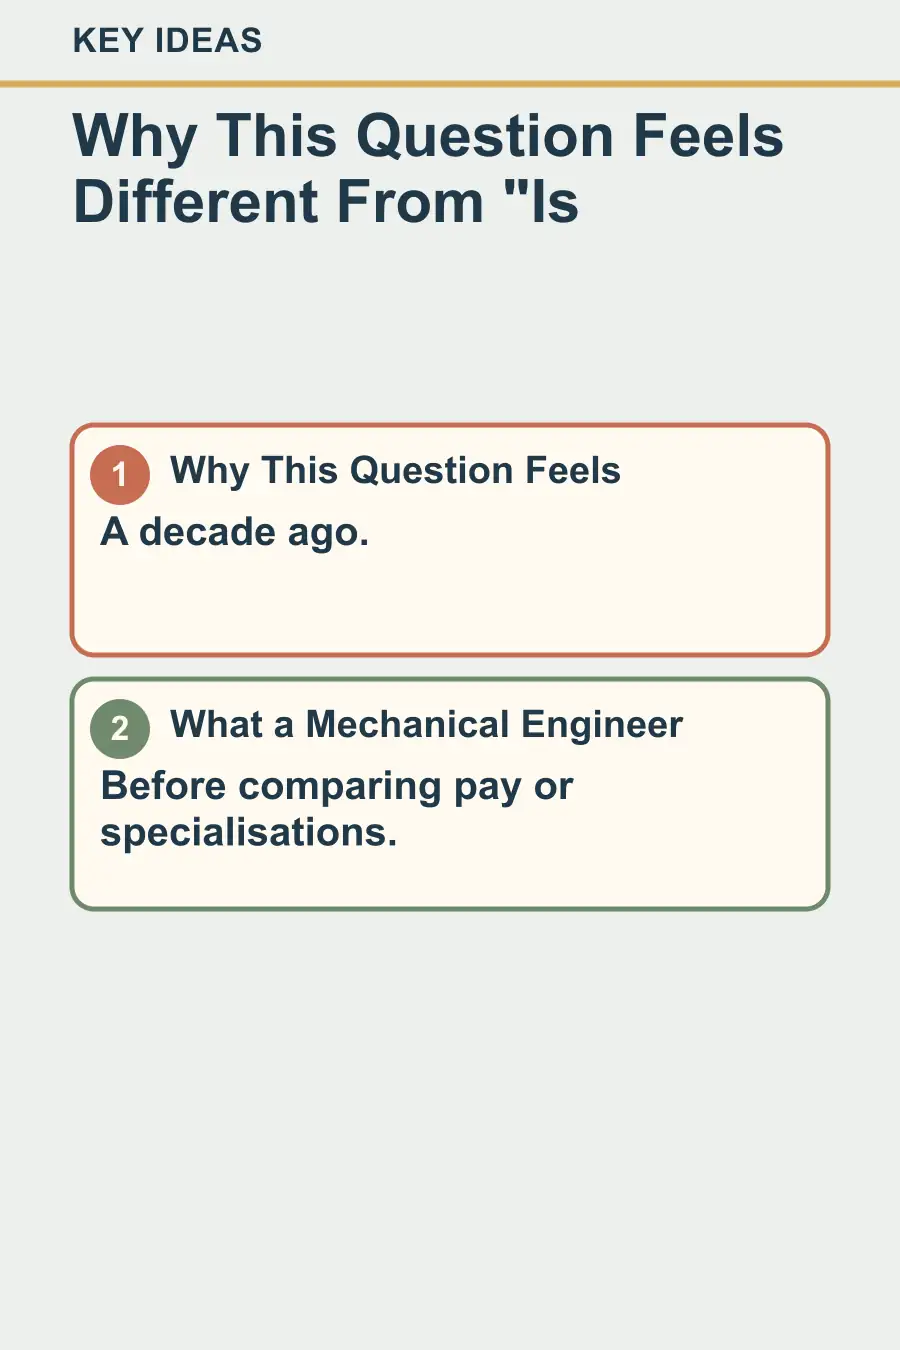 KEY IDEAS
Why This Question Feels
Different From "Is
1 Why This Question Feels
A decade ago.
2 What a Mechanical Engineer
Before comparing pay or
specialisations.